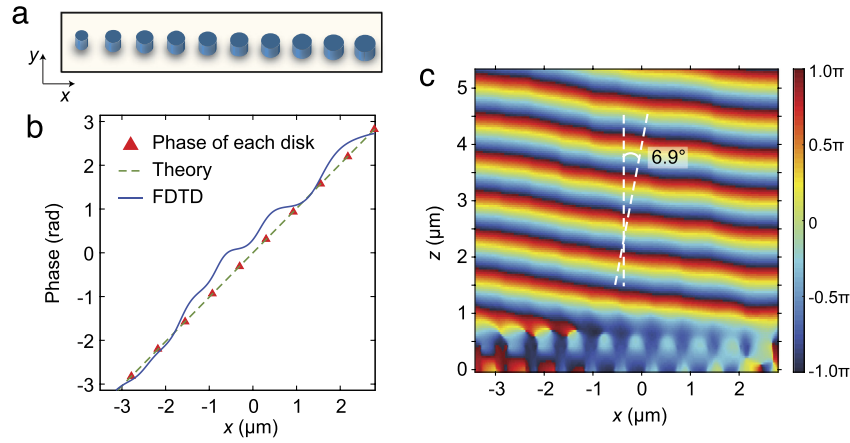 a
y
x
b
3
2
1
0
-1
-2
-3
Phase (rad)
Phase of each disk
Theory
FDTD
-3
-2
-1
0
1
2
x (μm)
c
5
4
3
2
1
0
z (μm)
6.9°
-3
-2
-1
0
1
2
x (μm)
1.0π
0.5π
0
-0.5π
-1.0π